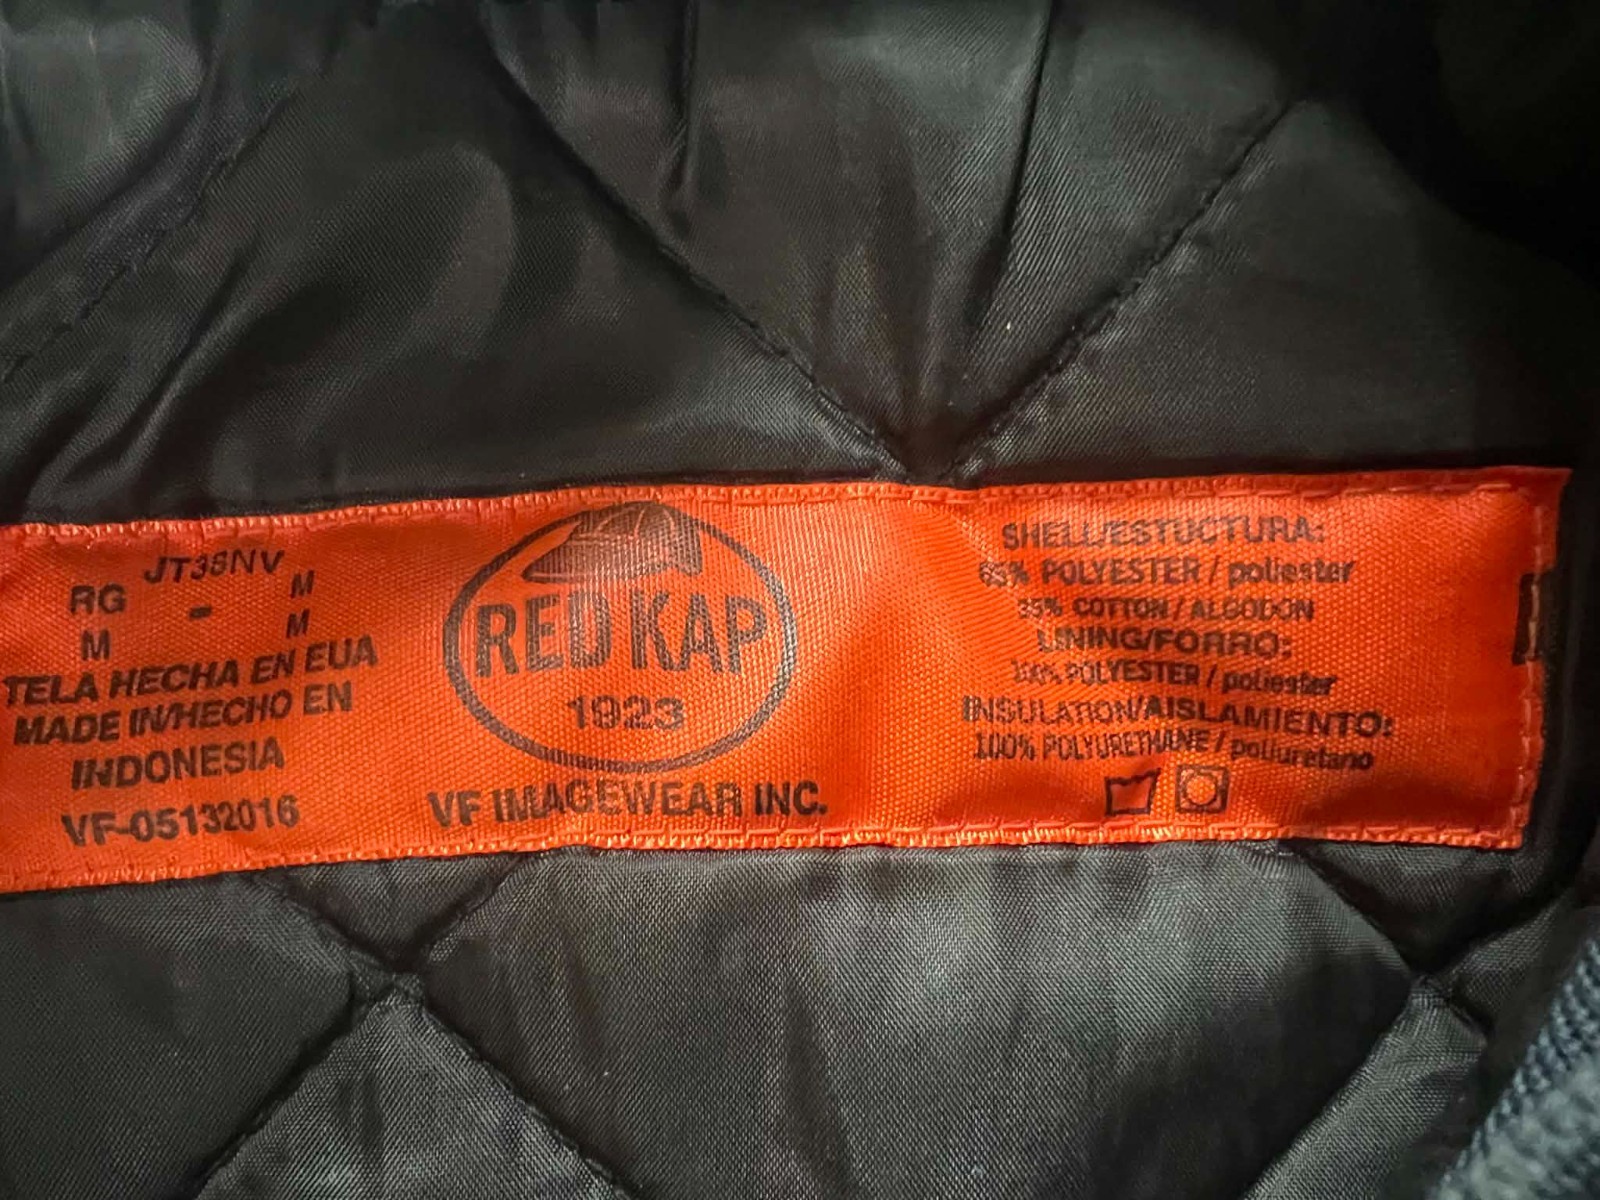 JT38NV
RG - M
M M
TELA HECHA EN EUA
MADE IN/HECHO EN
INDONESIA
VF-05132016
RED KAP
1923
VF IMAGEWEAR INC.
SHELL/ESTUCTURA:
65% POLYESTER / poliester
35% COTTON / ALGODON
LINING/FORRO:
100% POLYESTER / poliester
INSULATION/AISLAMIENTO:
100% POLYURETHANE / poliuretano